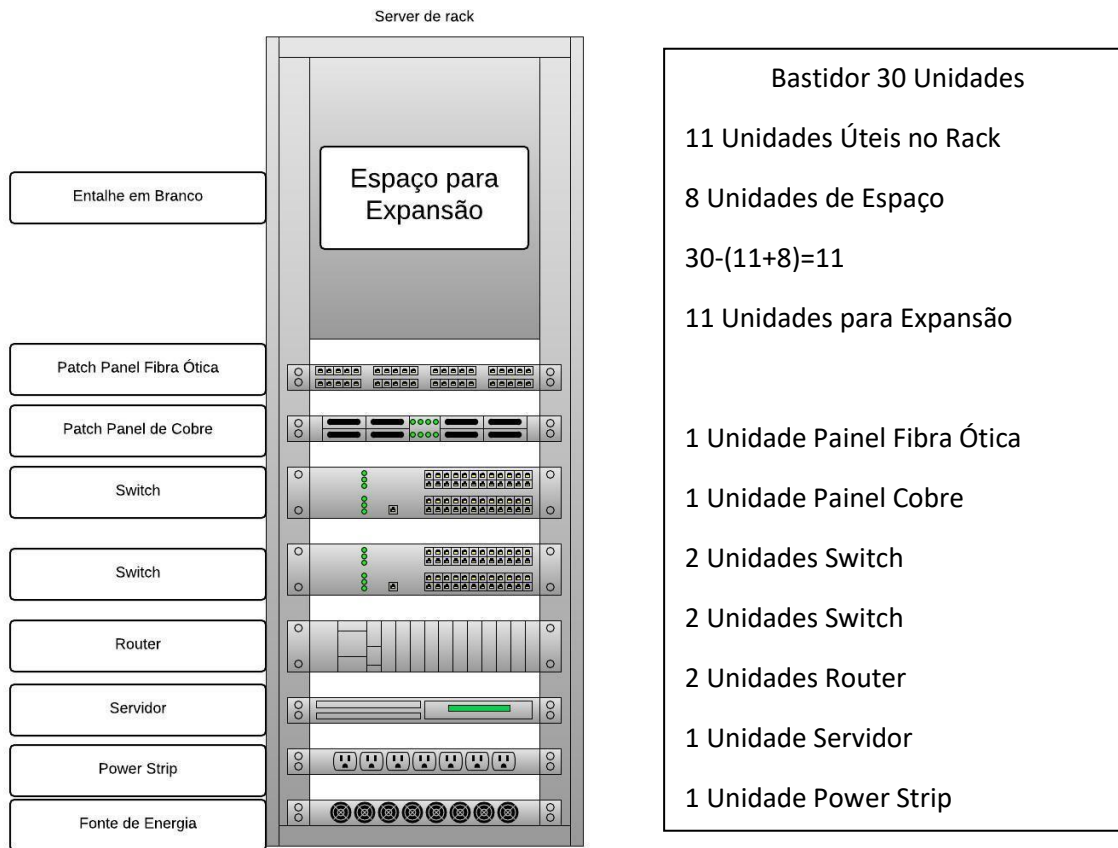 Server de rack
Entalhe em Branco
Espaço para
Expansão
Patch Panel Fibra Ótica
Patch Panel de Cobre
Switch
Switch
Router
Servidor
Power Strip
Fonte de Energia
Bastidor 30 Unidades
11 Unidades Úteis no Rack
8 Unidades de Espaço
30-(11+8)=11
11 Unidades para Expansão
1 Unidade Painel Fibra Ótica
1 Unidade Painel Cobre
2 Unidades Switch
2 Unidades Switch
2 Unidades Router
1 Unidade Servidor
1 Unidade Power Strip